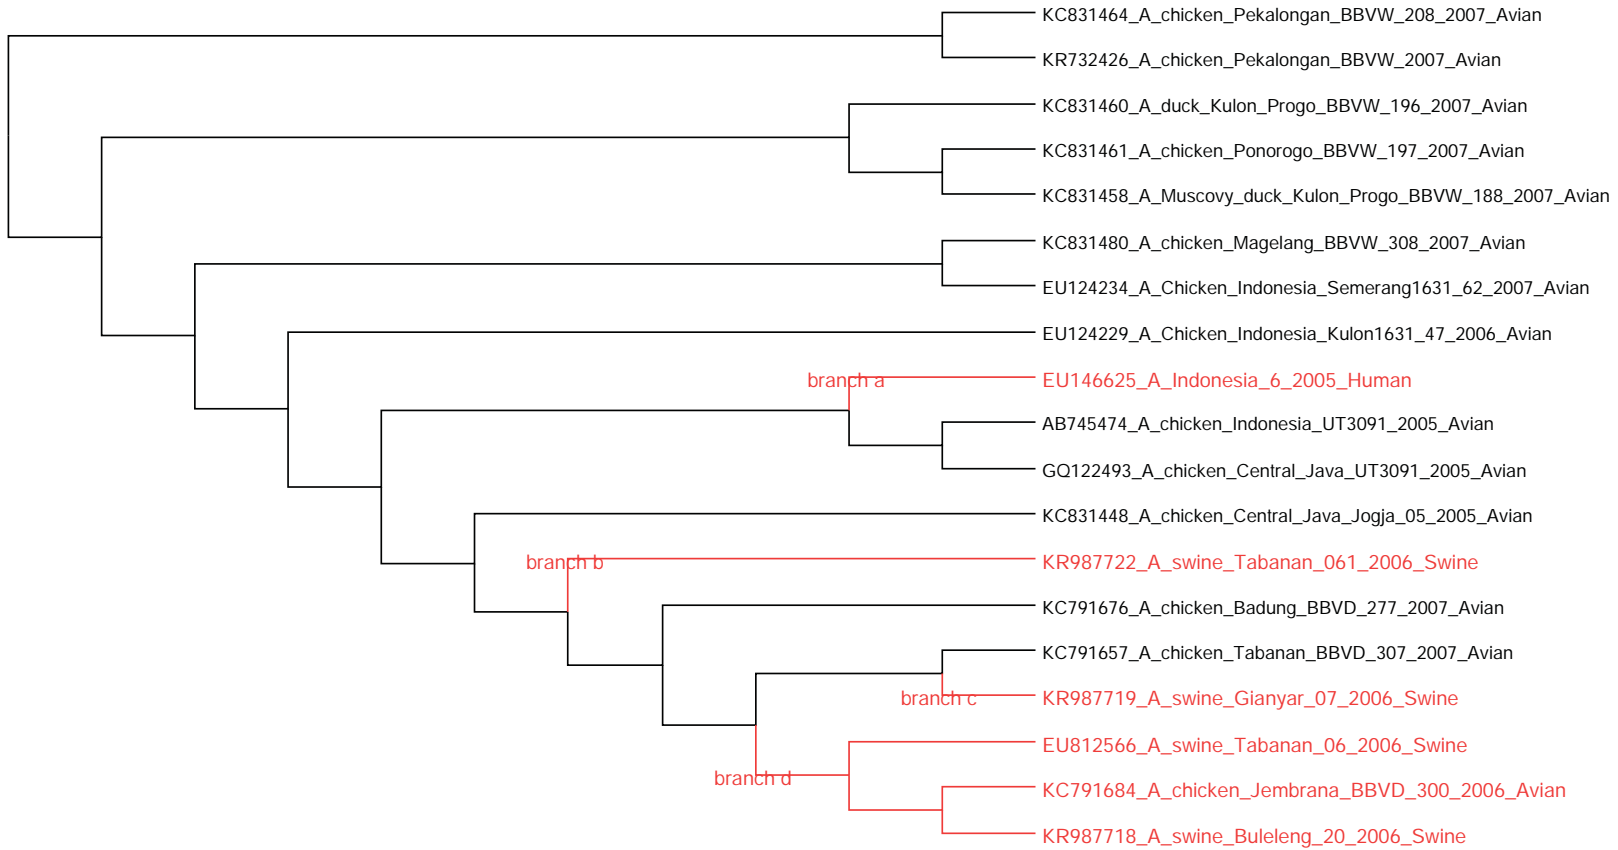 KC831464_A_chicken_Pekalongan_BBVW_208_2007_Avian
KR732426_A_chicken_Pekalongan_BBVW_2007_Avian
KC831460_A_duck_Kulon_Progo_BBVW_196_2007_Avian
KC831461_A_chicken_Ponorogo_BBVW_197_2007_Avian
KC831458_A_Muscovy_duck_Kulon_Progo_BBVW_188_2007_Avian
KC831480_A_chicken_Magelang_BBVW_308_2007_Avian
EU124234_A_Chicken_Indonesia_Semerang1631_62_2007_Avian
EU124229_A_Chicken_Indonesia_Kulon1631_47_2006_Avian
branch a
EU146625_A_Indonesia_6_2005_Human
AB745474_A_chicken_Indonesia_UT3091_2005_Avian
GQ122493_A_chicken_Central_Java_UT3091_2005_Avian
KC831448_A_chicken_Central_Java_Jogja_05_2005_Avian
branch b
KR987722_A_swine_Tabanan_061_2006_Swine
KC791676_A_chicken_Badung_BBVD_277_2007_Avian
KC791657_A_chicken_Tabanan_BBVD_307_2007_Avian
branch c
KR987719_A_swine_Gianyar_07_2006_Swine
EU812566_A_swine_Tabanan_06_2006_Swine
branch d
KC791684_A_chicken_Jembrana_BBVD_300_2006_Avian
KR987718_A_swine_Buleleng_20_2006_Swine